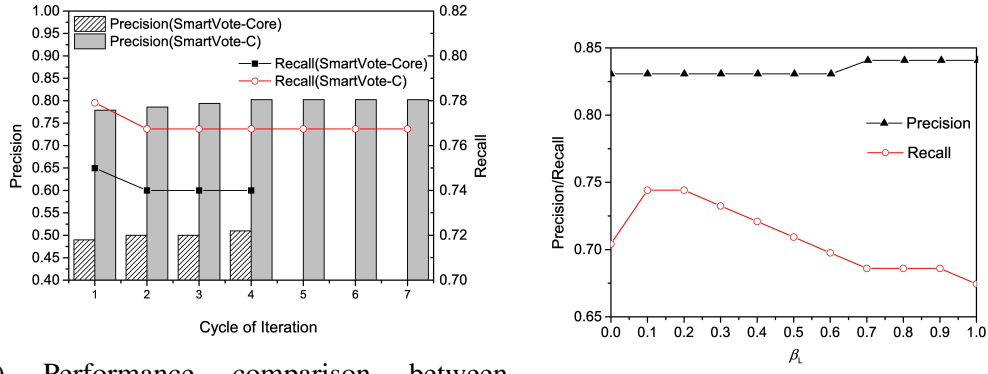 1.00
0.95
0.90
0.85
0.80
0.75
0.70
0.65
0.60
0.55
0.50
0.45
0.40
Precision
Precision(SmartVote-Core)
Precision(SmartVote-C)
Recall(SmartVote-Core)
Recall(SmartVote-C)
0.82
0.80
0.78
0.76
0.74
0.72
0.70
Recall
1 2 3 4 5 6 7
Cycle of Iteration
) Performance comparison between
0.85
0.80
0.75
0.70
0.65
Precision/Recall
Precision
Recall
0.0 0.1 0.2 0.3 0.4 0.5 0.6 0.7 0.8 0.9 1.0
βL